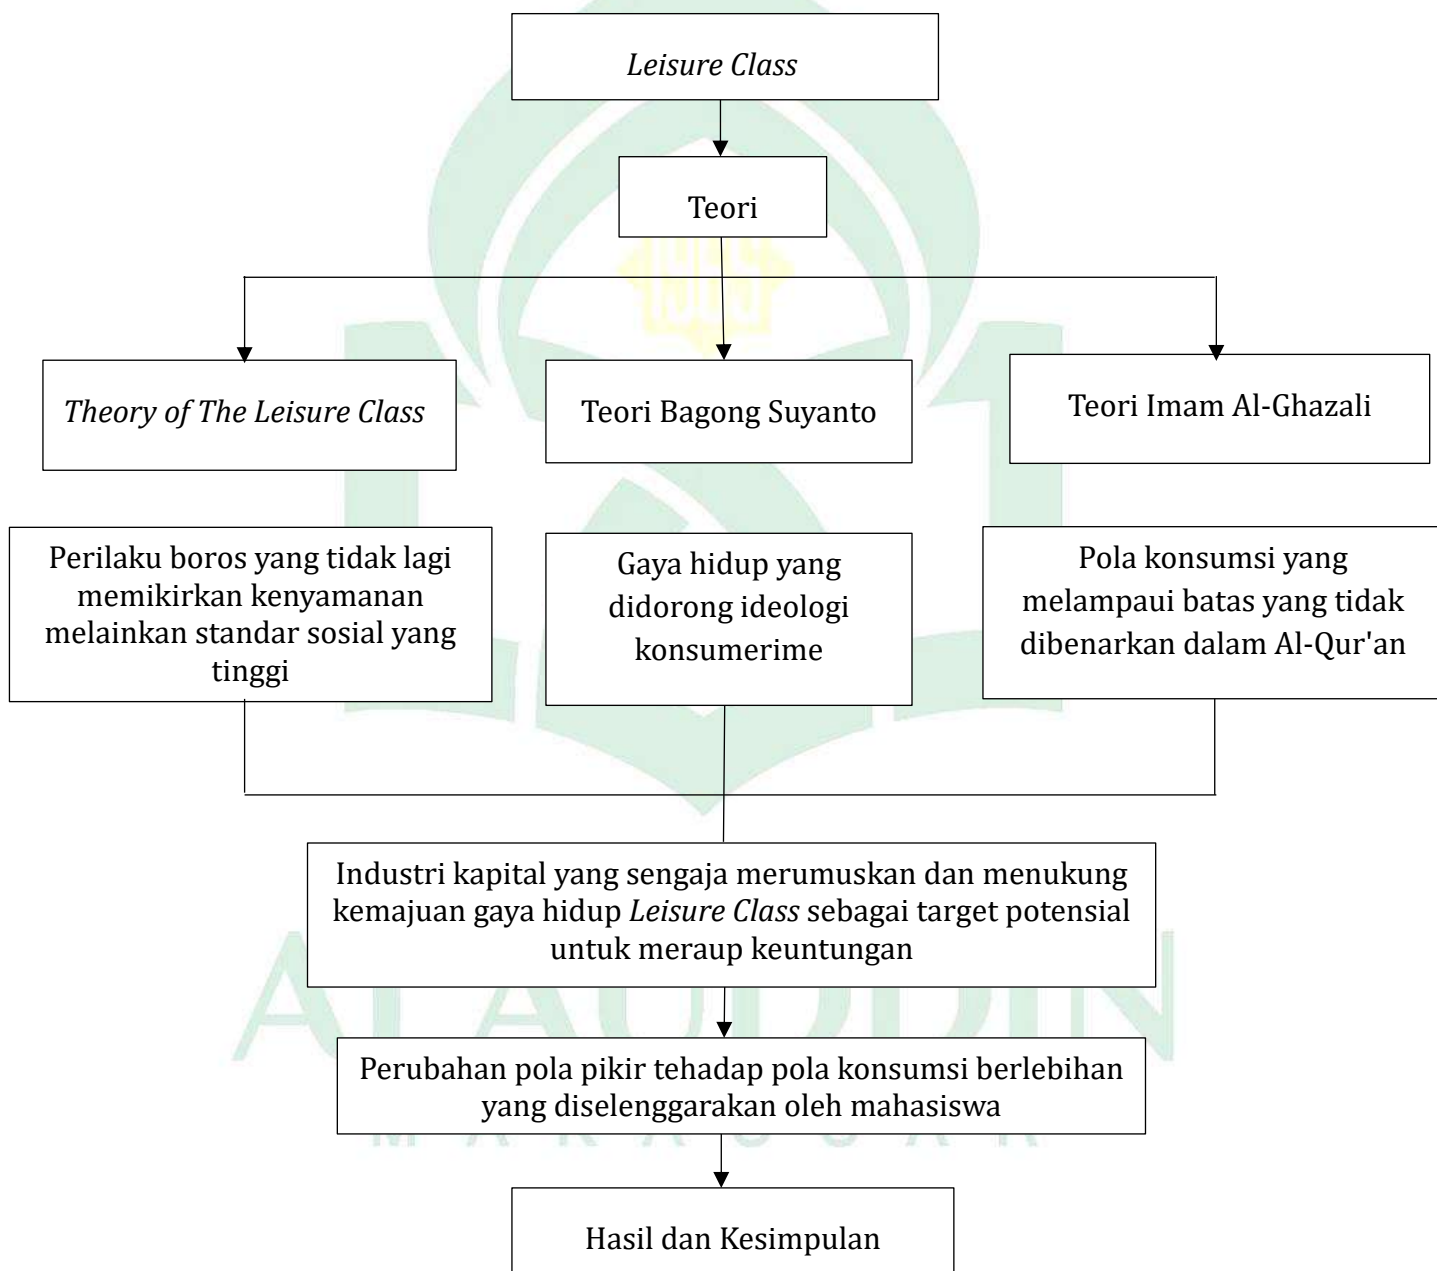 Leisure Class
Teori
Theory of The Leisure Class
Teori Bagong Suyanto
Teori Imam Al-Ghazali
Perilaku boros yang tidak lagi
memikirkan kenyamanan
melainkan standar sosial yang
tinggi
Gaya hidup yang
didorong ideologi
konsumerime
Pola konsumsi yang
melampaui batas yang tidak
dibenarkan dalam Al-Qur'an
Industri kapital yang sengaja merumuskan dan menukung
kemajuan gaya hidup Leisure Class sebagai target potensial
untuk meraup keuntungan
ALAUDDIN
Perubahan pola pikir tehadap pola konsumsi berlebihan
yang diselenggarakan oleh mahasiswa
MAKASSAR
Hasil dan Kesimpulan